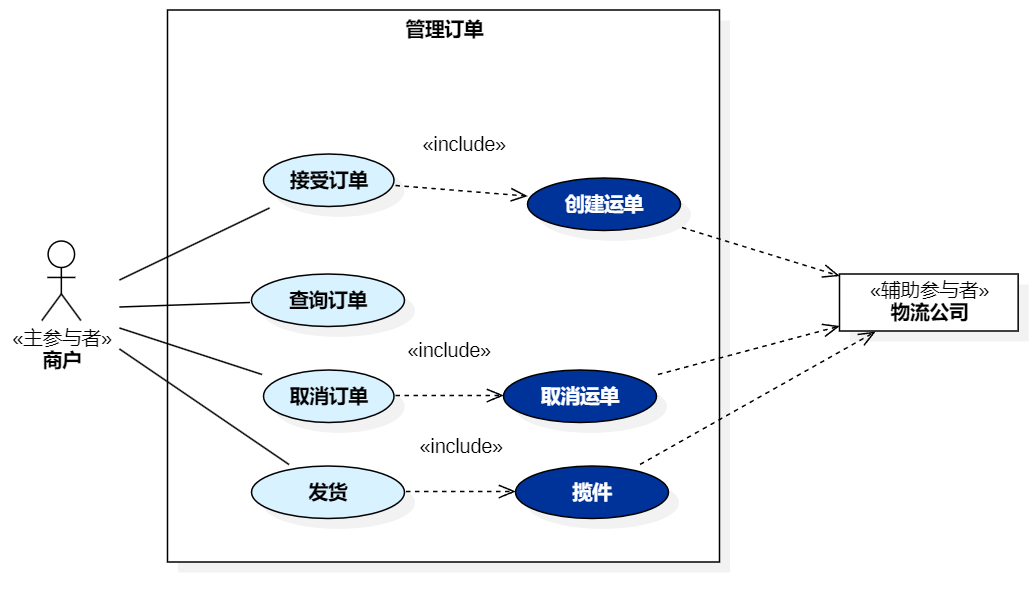 管理订单
«include»
接受订单
创建运单
«辅助参与者»
物流公司
查询订单
«主参与者»
商户
«include»
取消订单
取消运单
«include»
发货
揽件